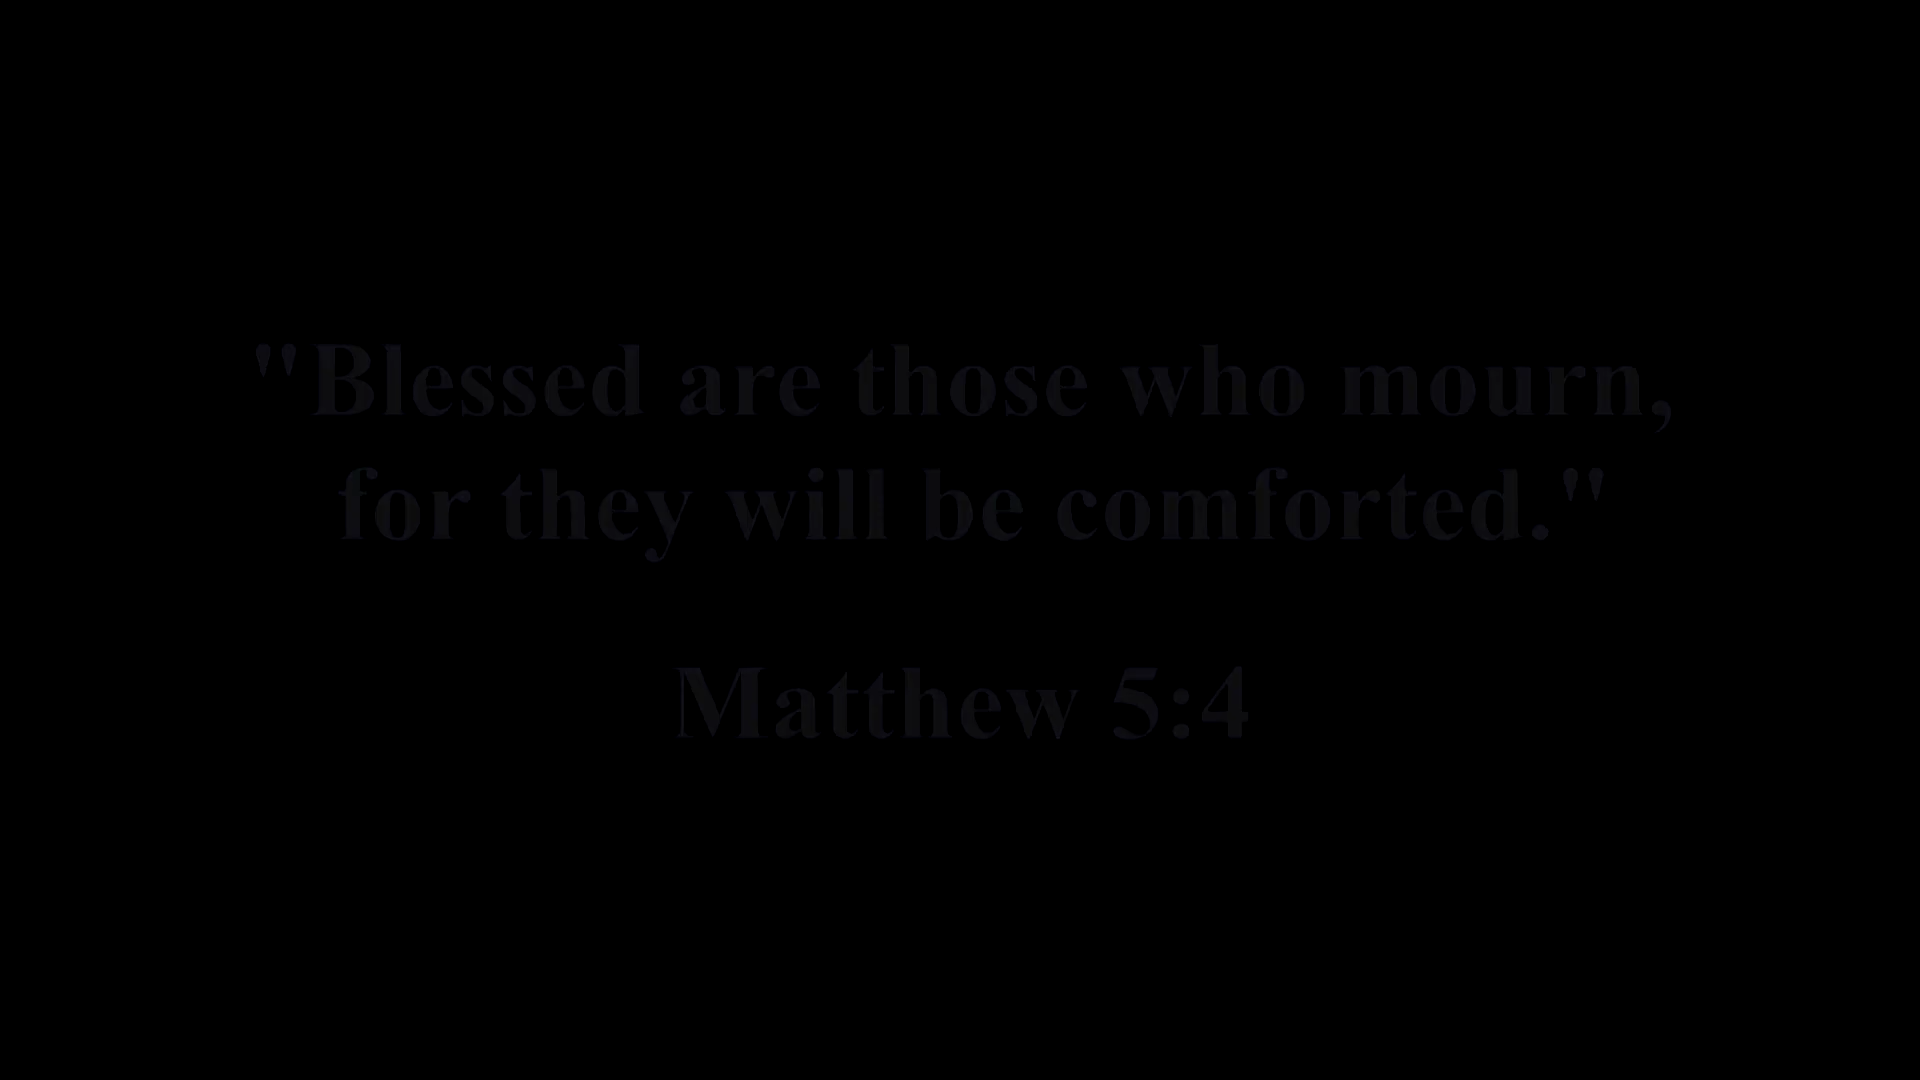 "Blessed are those who mourn,
for they will be comforted."
Matthew 5:4